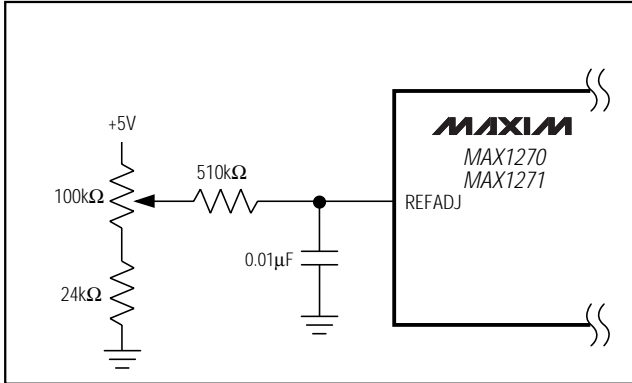 +5V
100kΩ
510kΩ
24kΩ
0.01µF
MAXIM
MAX1270
MAX1271
REFADJ